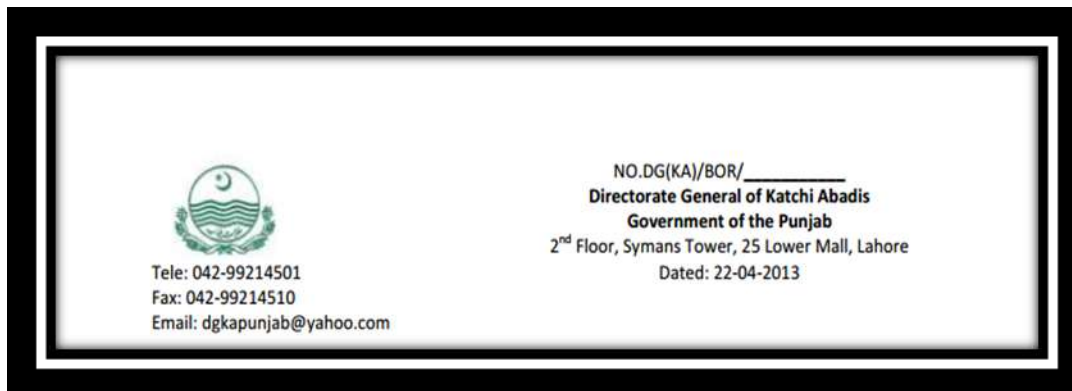 NO.DG(KA)/BOR/___________
Directorate General of Katchi Abadis
Government of the Punjab
2nd Floor, Symans Tower, 25 Lower Mall, Lahore
Dated: 22-04-2013
Tele: 042-99214501
Fax: 042-99214510
Email: dgkapunjab@yahoo.com